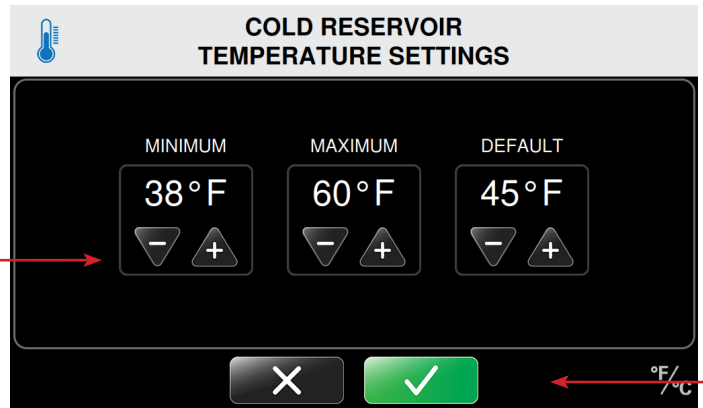 COLD RESERVOIR
TEMPERATURE SETTINGS
MINIMUM MAXIMUM DEFAULT
38°F 60°F 45°F
− + − + − +
°F/°C